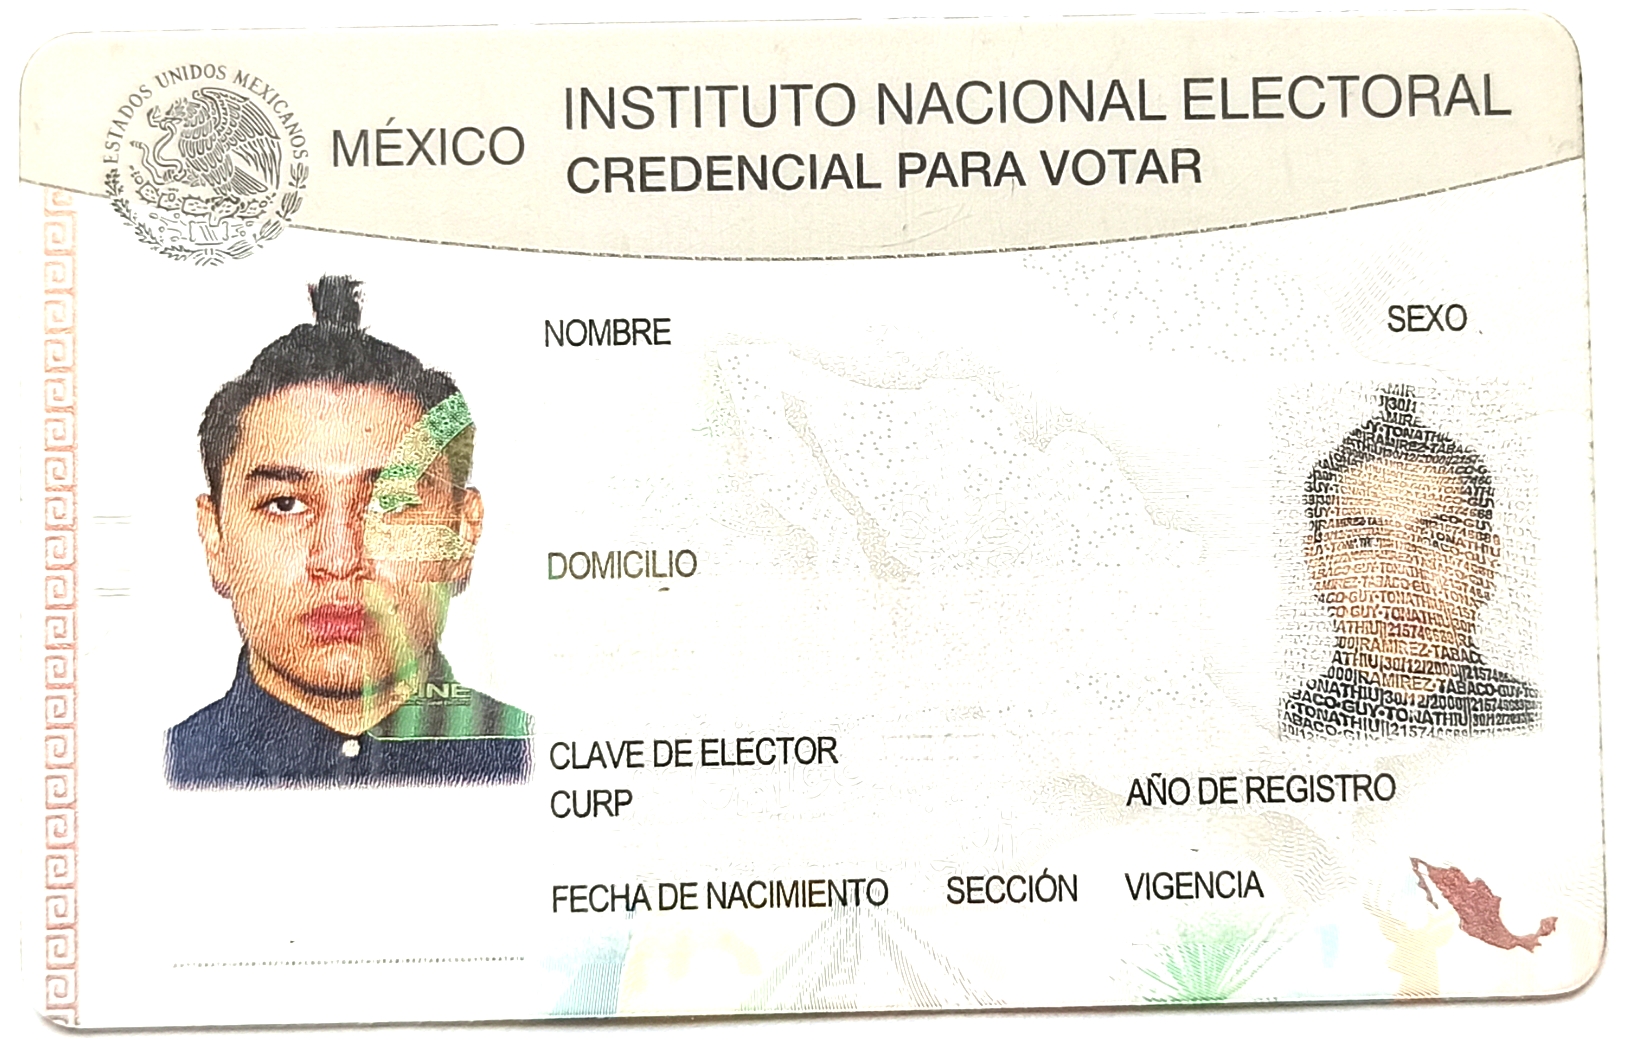 ESTADOS UNIDOS MEXICANOS
MÉXICO
INSTITUTO NACIONAL ELECTORAL
CREDENCIAL PARA VOTAR
NOMBRE
SEXO
DOMICILIO
INE
CLAVE DE ELECTOR
CURP
AÑO DE REGISTRO
FECHA DE NACIMIENTO
SECCIÓN
VIGENCIA